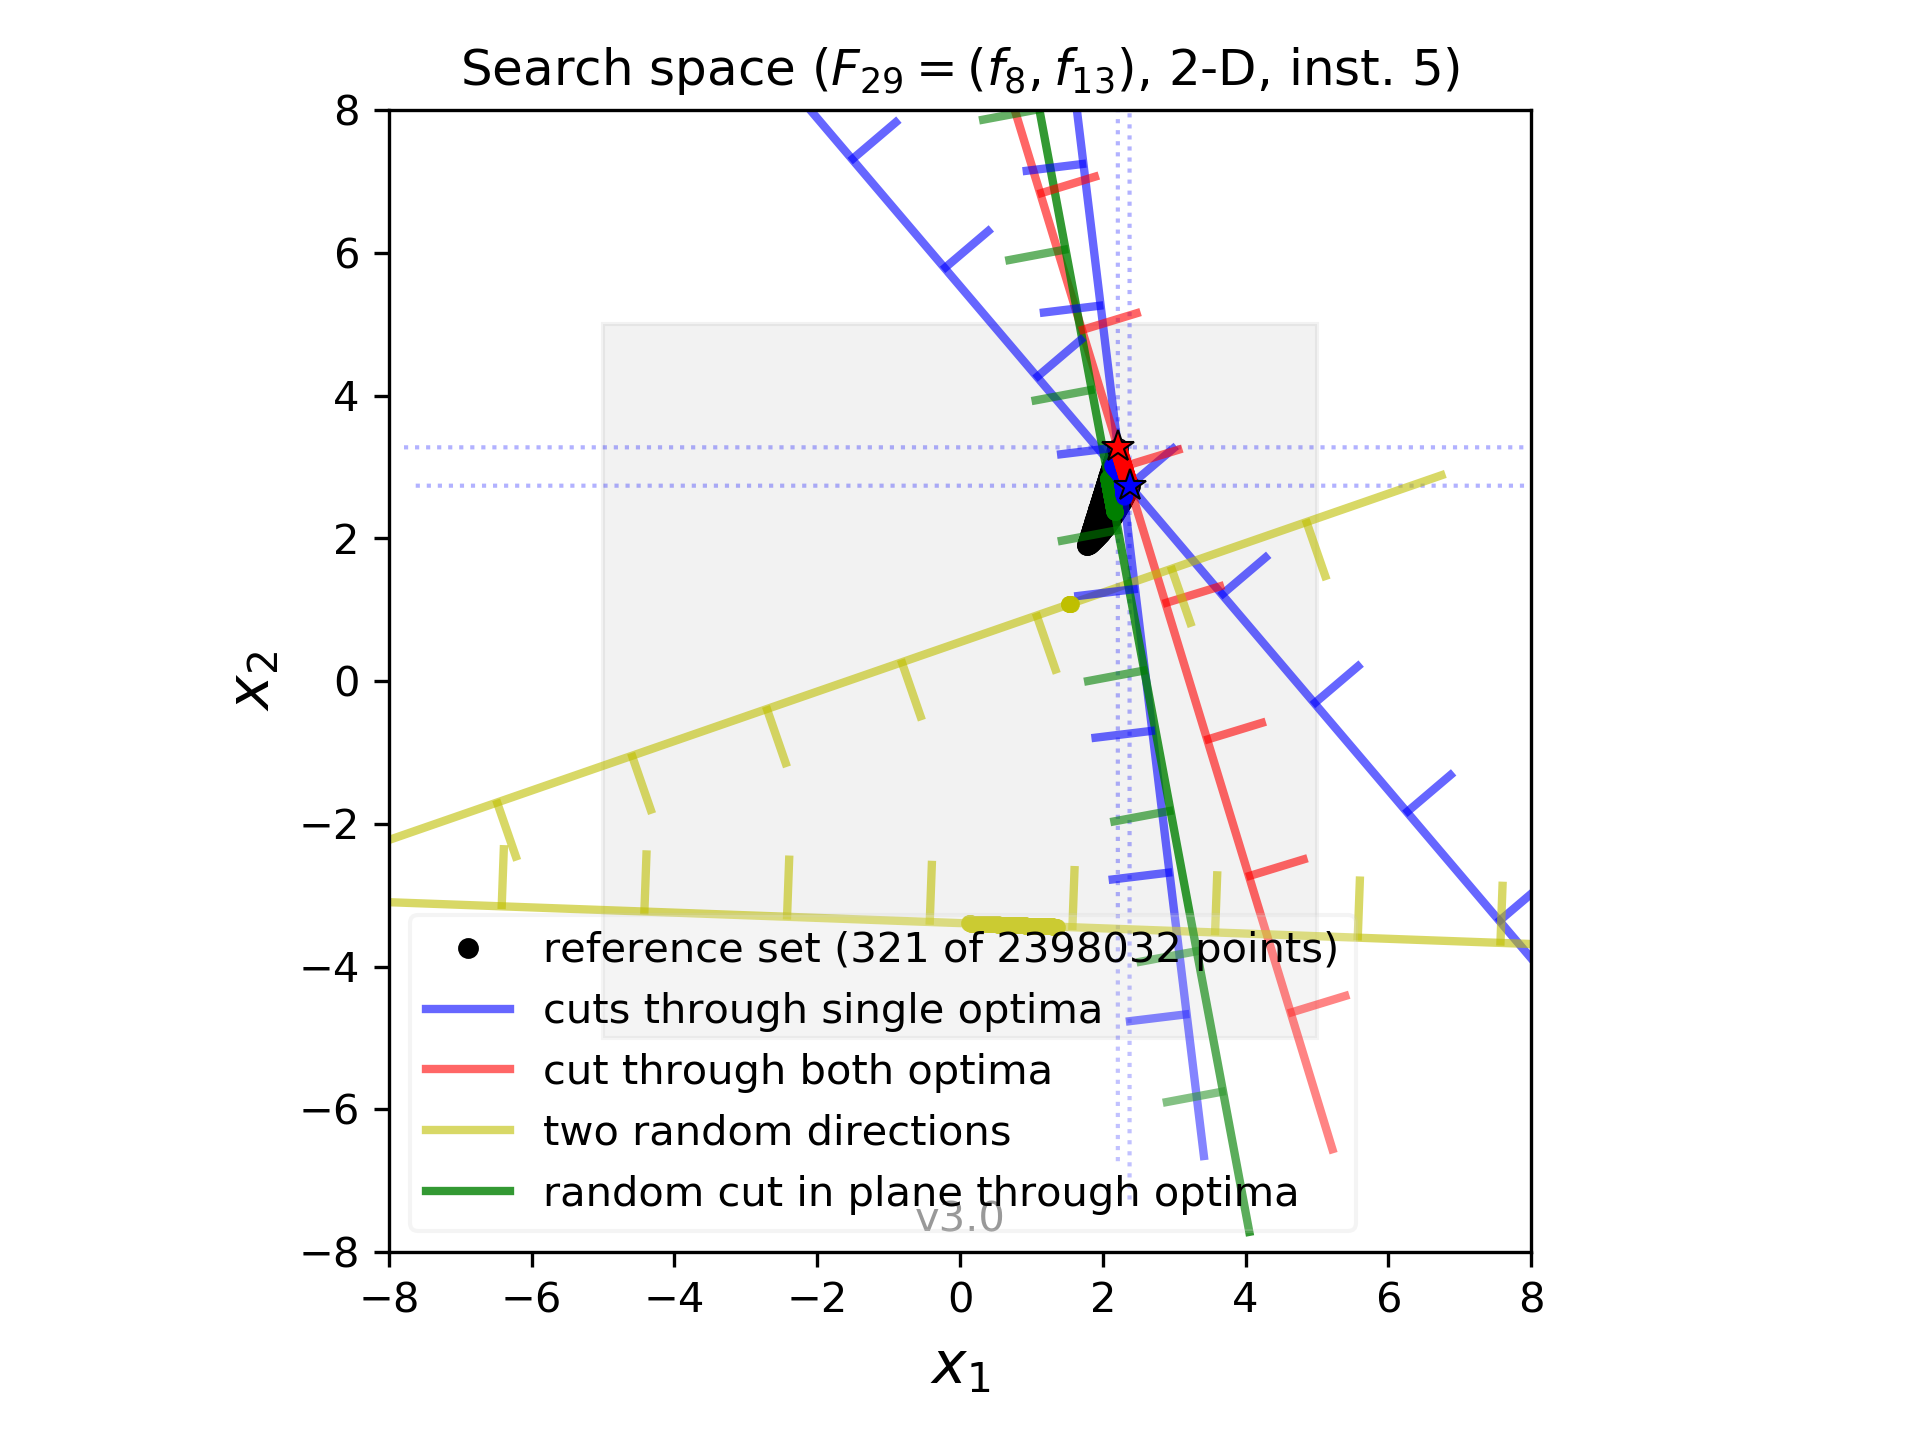 Search space (F29 = (f8, f13), 2-D, inst. 5)
8
6
4
2
0
−2
−4
−6
−8
x2
reference set (321 of 2398032 points)
cuts through single optima
cut through both optima
two random directions
random cut in plane through optima
v3.0
−8 −6 −4 −2 0 2 4 6 8
x1